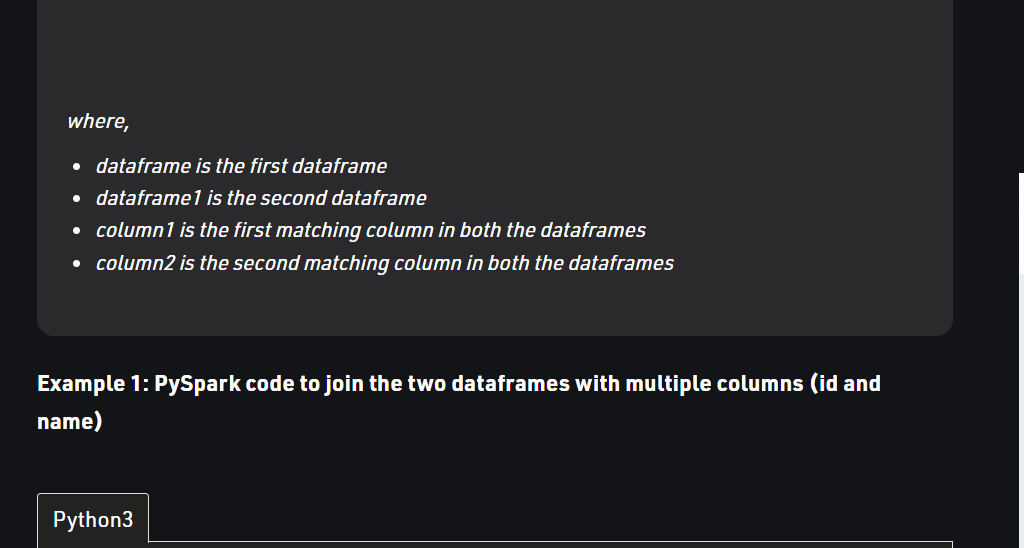 where,
dataframe is the first dataframe
dataframe1 is the second dataframe
column1 is the first matching column in both the dataframes
column2 is the second matching column in both the dataframes
Example 1: PySpark code to join the two dataframes with multiple columns (id and
name)
Python3